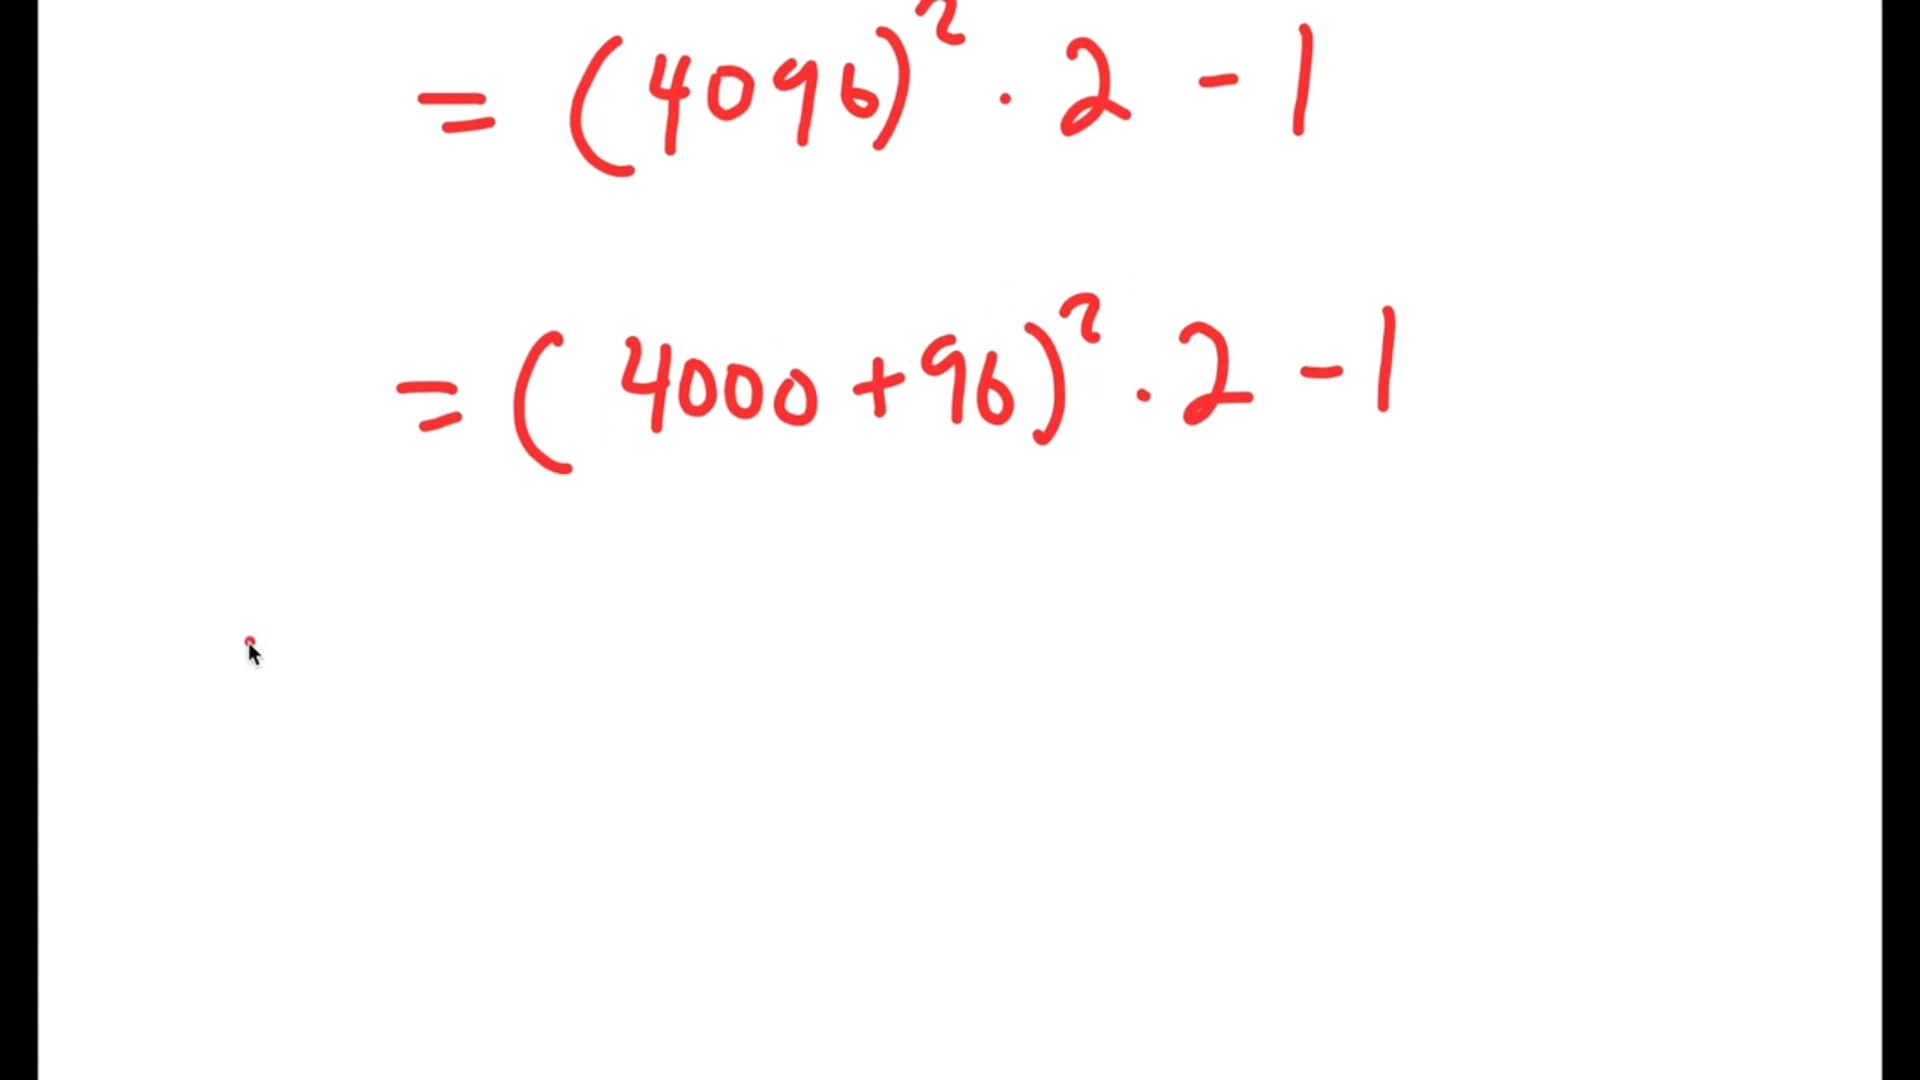 = (4096)² · 2 - 1
= (4000 + 96)² · 2 - 1